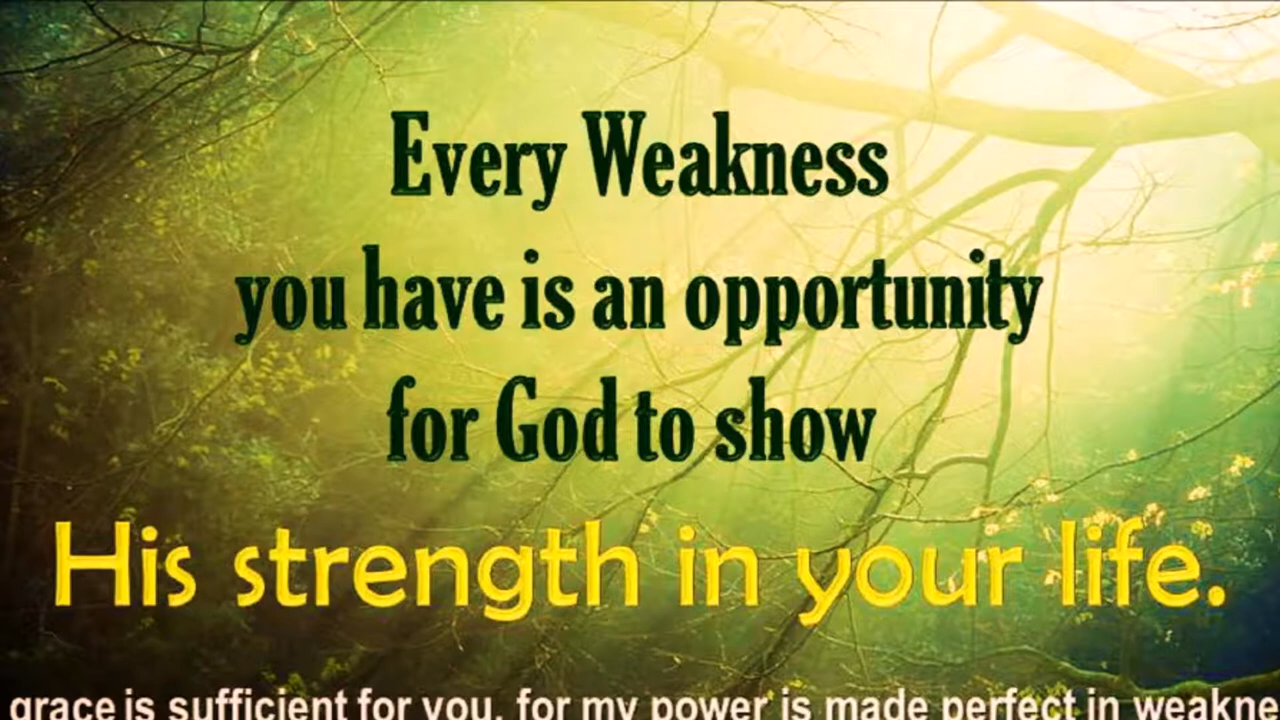 Every Weakness
you have is an opportunity
for God to show
His strength in your life.
grace is sufficient for you, for my power is made perfect in weakne